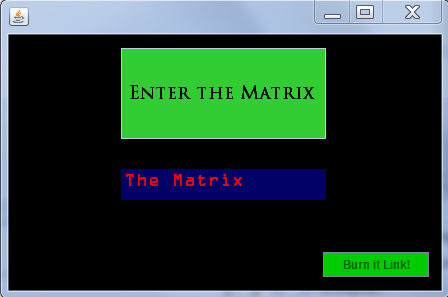 Enter the Matrix
The Matrix
Burn it Link!